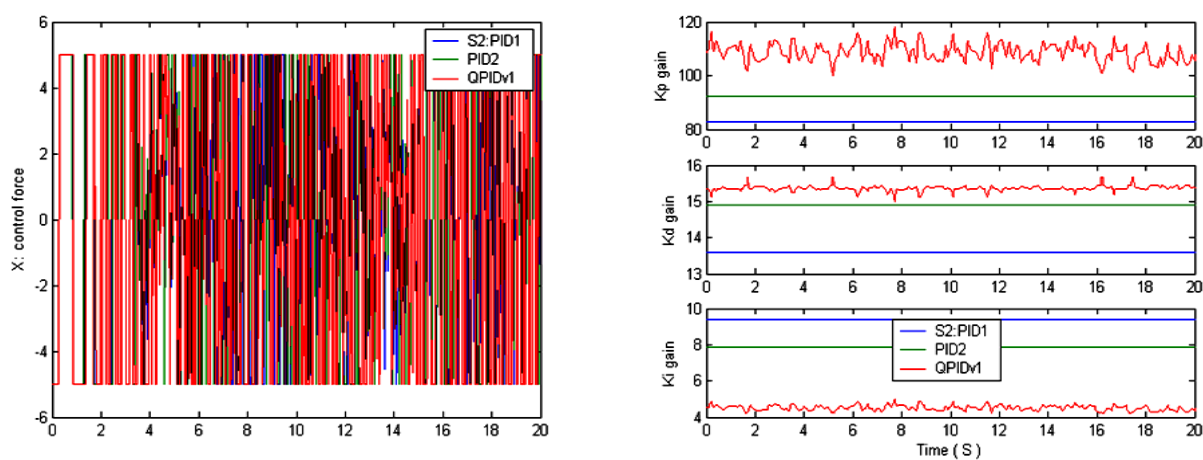 X: control force
6
4
2
0
-2
-4
-6
0 2 4 6 8 10 12 14 16 18 20
S2:PID1
PID2
QPIDv1
Kp gain
120
100
80
0 2 4 6 8 10 12 14 16 18 20
Kd gain
16
15
14
13
0 2 4 6 8 10 12 14 16 18 20
Ki gain
10
8
6
4
S2:PID1
PID2
QPIDv1
0 2 4 6 8 10 12 14 16 18 20
Time ( S )